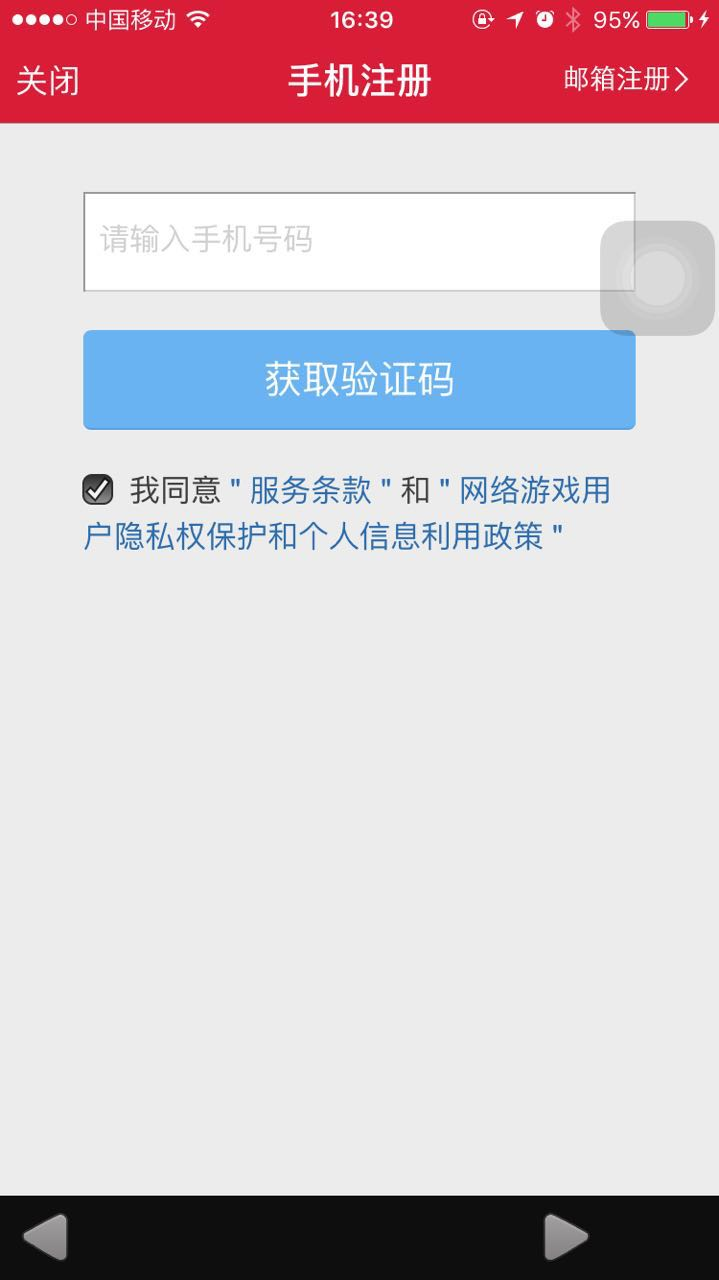 中国移动 16:39 95%
关闭 手机注册 邮箱注册
请输入手机号码
获取验证码
我同意 " 服务条款 " 和 " 网络游戏用
户隐私权保护和个人信息利用政策 "